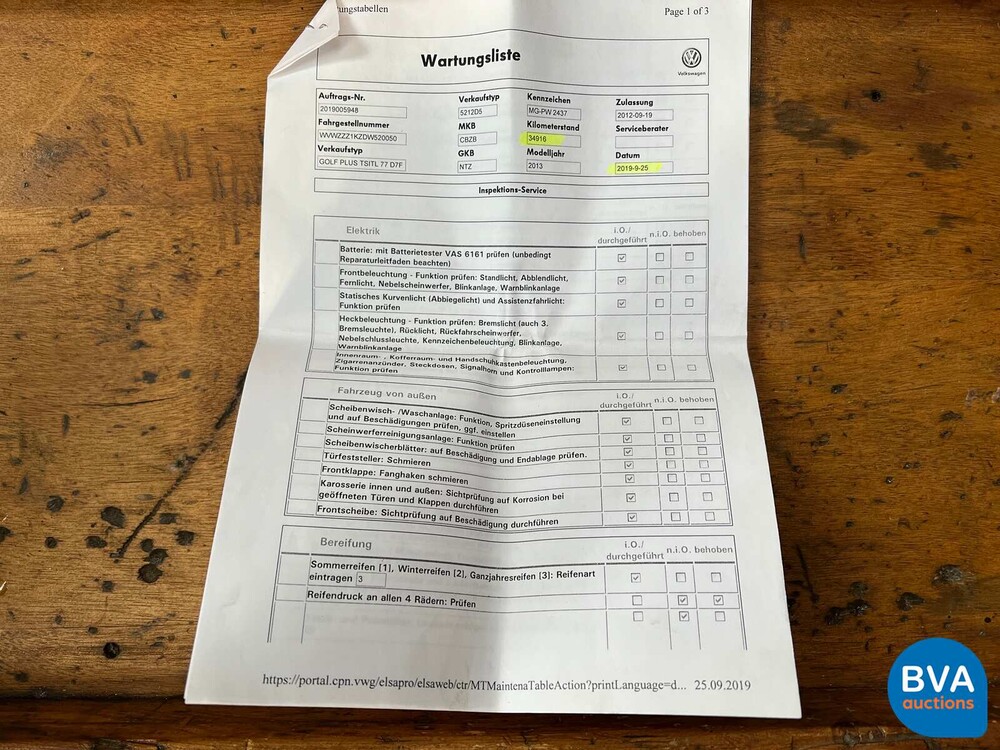 ungstabellen
Page 1 of 3
Wartungsliste
Volkswagen
Auftrags-Nr.
2019005948
Verkaufstyp
5212D5
Kennzeichen
MG-PW 2437
Zulassung
2012-09-19
Fahrgestellnummer
WVWZZZ1KZDW520050
MKB
CBZB
Kilometerstand
34916
Serviceberater
Verkaufstyp
GOLF PLUS TSITL 77 D7F
GKB
NTZ
Modelljahr
2013
Datum
2019-9-25
Inspektions-Service
Elektrik
i.O./
durchgeführt
n.i.O. behoben
Batterie: mit Batterietester VAS 6161 prüfen (unbedingt
Reparaturleitfaden beachten)
Frontbeleuchtung - Funktion prüfen: Standlicht, Abblendlicht,
Fernlicht, Nebelscheinwerfer, Blinkanlage, Warnblinkanlage
Statisches Kurvenlicht (Abbiegelicht) und Assistenzfahrlicht:
Funktion prüfen
Heckbeleuchtung - Funktion prüfen: Bremslicht (auch 3.
Bremsleuchte), Rücklicht, Rückfahrscheinwerfer,
Nebelschlussleuchte, Kennzeichenbeleuchtung, Blinkanlage,
Warnblinkanlage
Innenraum- , Kofferraum- und Handschuhkastenbeleuchtung,
Zigarrenanzünder, Steckdosen, Signalhorn und Kontrolllampen:
Funktion prüfen
Fahrzeug von außen
i.O./
durchgeführt
n.i.O. behoben
Scheibenwisch- /Waschanlage: Funktion, Spritzdüseneinstellung
und auf Beschädigungen prüfen, ggf. einstellen
Scheinwerferreinigungsanlage: Funktion prüfen
Scheibenwischerblätter: auf Beschädigung und Endablage prüfen.
Türfeststeller: Schmieren
Frontklappe: Fanghaken schmieren
Karosserie innen und außen: Sichtprüfung auf Korrosion bei
geöffneten Türen und Klappen durchführen
Frontscheibe: Sichtprüfung auf Beschädigung durchführen
Bereifung
i.O./
durchgeführt
n.i.O. behoben
Sommerreifen [1], Winterreifen [2], Ganzjahresreifen [3]: Reifenart
eintragen 3
Reifendruck an allen 4 Rädern: Prüfen
https://portal.cpn.vwg/elsapro/elsaweb/ctr/MTMaintenaTableAction?printLanguage=d... 25.09.2019
BVA
auctions